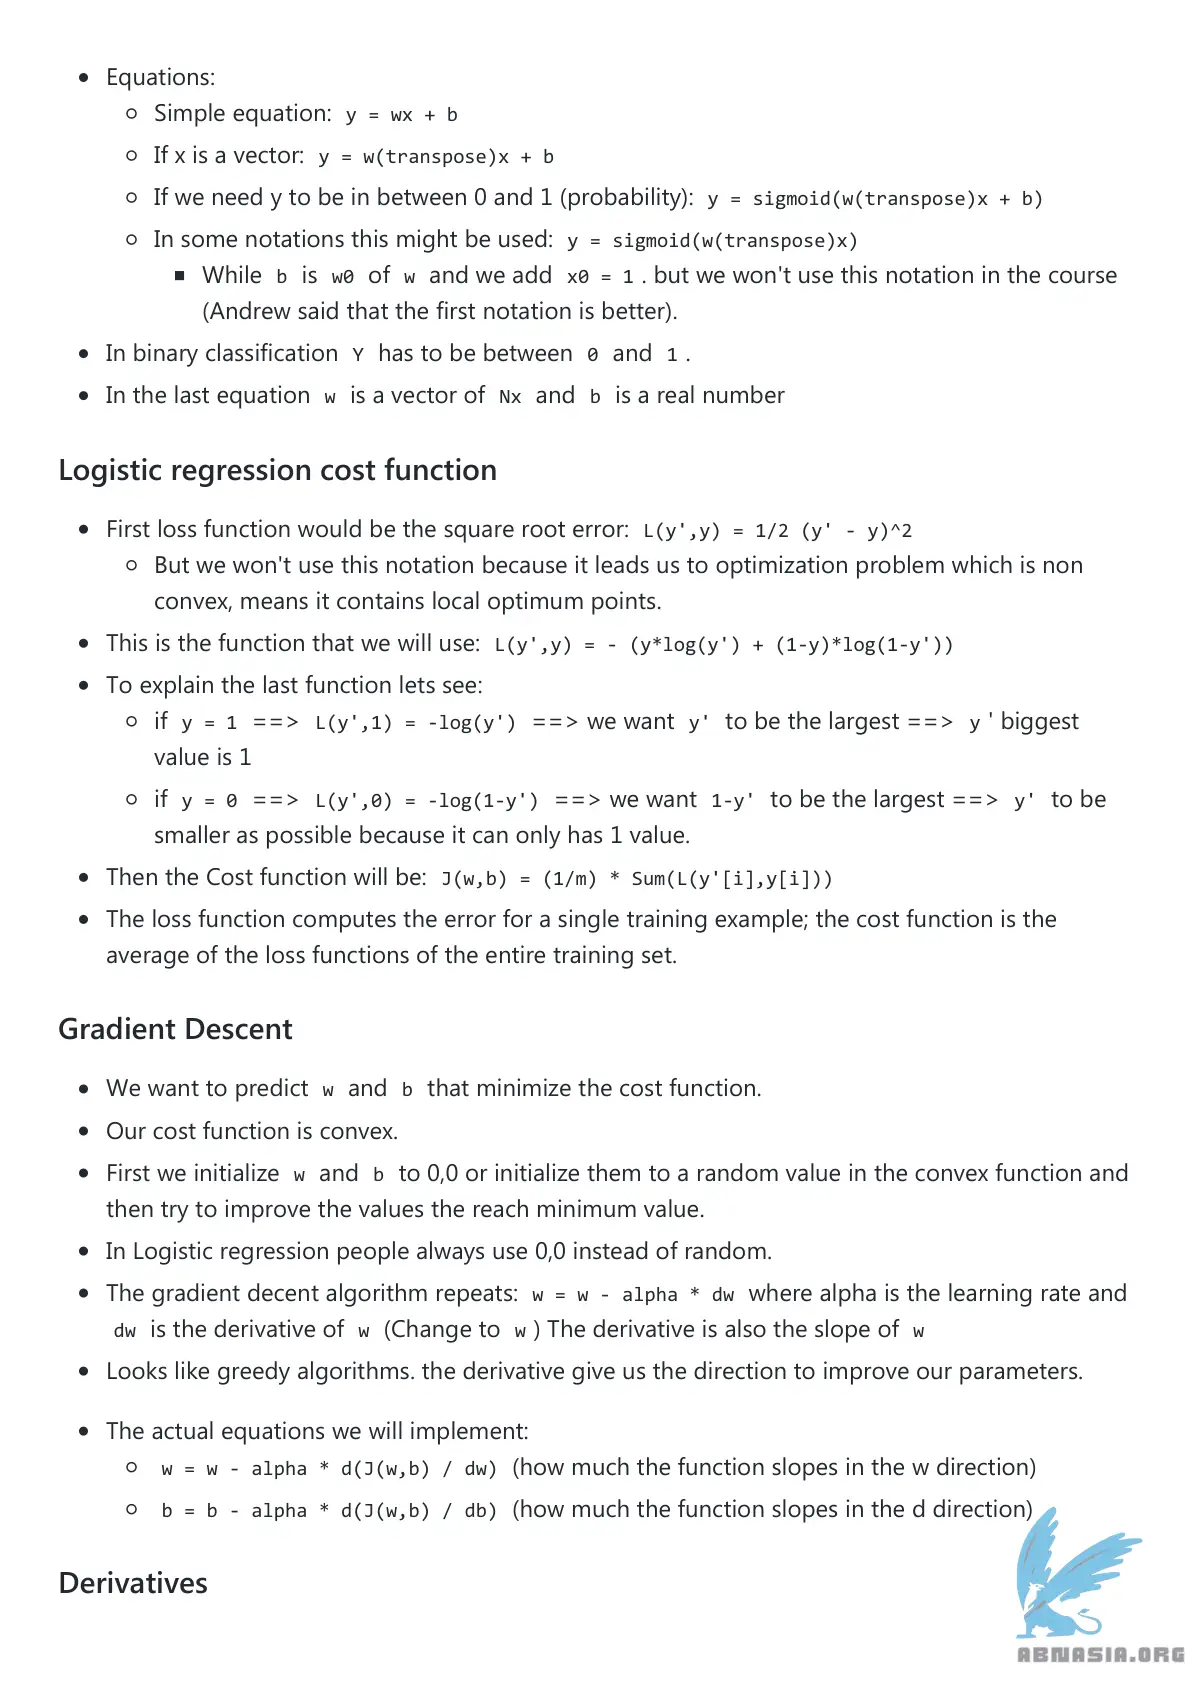 Equations:
Simple equation: y = wx + b
If x is a vector: y = w(transpose)x + b
If we need y to be in between 0 and 1 (probability): y = sigmoid(w(transpose)x + b)
In some notations this might be used: y = sigmoid(w(transpose)x)
While b is w0 of w and we add x0 = 1. but we won't use this notation in the course
(Andrew said that the first notation is better).
In binary classification Y has to be between 0 and 1.
In the last equation w is a vector of Nx and b is a real number
Logistic regression cost function
First loss function would be the square root error: L(y',y) = 1/2 (y' - y)^2
But we won't use this notation because it leads us to optimization problem which is non
convex, means it contains local optimum points.
This is the function that we will use: L(y',y) = - (y*log(y') + (1-y)*log(1-y'))
To explain the last function lets see:
if y = 1 ==> L(y',1) = -log(y') ==> we want y' to be the largest ==> y ' biggest
value is 1
if y = 0 ==> L(y',0) = -log(1-y') ==> we want 1-y' to be the largest ==> y' to be
smaller as possible because it can only has 1 value.
Then the Cost function will be: J(w,b) = (1/m) * Sum(L(y'[i],y[i]))
The loss function computes the error for a single training example; the cost function is the
average of the loss functions of the entire training set.
Gradient Descent
We want to predict w and b that minimize the cost function.
Our cost function is convex.
First we initialize w and b to 0,0 or initialize them to a random value in the convex function and
then try to improve the values the reach minimum value.
In Logistic regression people always use 0,0 instead of random.
The gradient decent algorithm repeats: w = w - alpha * dw where alpha is the learning rate and
dw is the derivative of w (Change to w ) The derivative is also the slope of w
Looks like greedy algorithms. the derivative give us the direction to improve our parameters.
The actual equations we will implement:
w = w - alpha * d(J(w,b) / dw) (how much the function slopes in the w direction)
b = b - alpha * d(J(w,b) / db) (how much the function slopes in the d direction)
Derivatives
ABNASIA.ORG